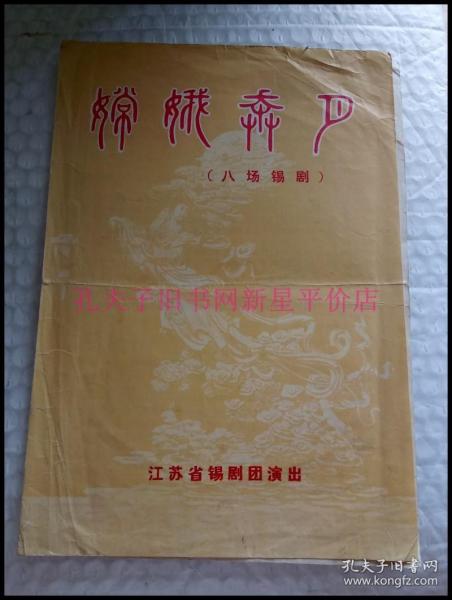 嫦娥奔月
（八场锡剧）
孔夫子旧书网新星平价店
江苏省锡剧团演出
孔夫子旧书网
www.kongfz.com